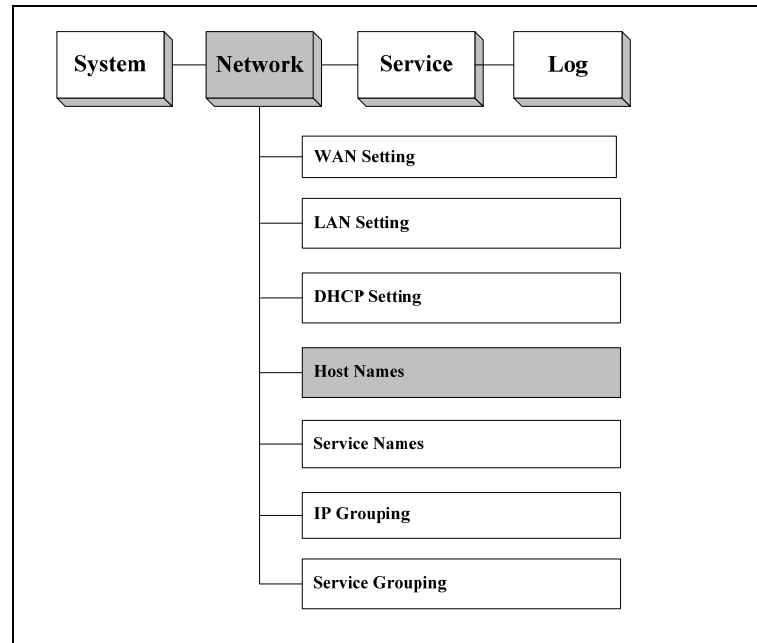 System
Network
Service
Log
WAN Setting
LAN Setting
DHCP Setting
Host Names
Service Names
IP Grouping
Service Grouping